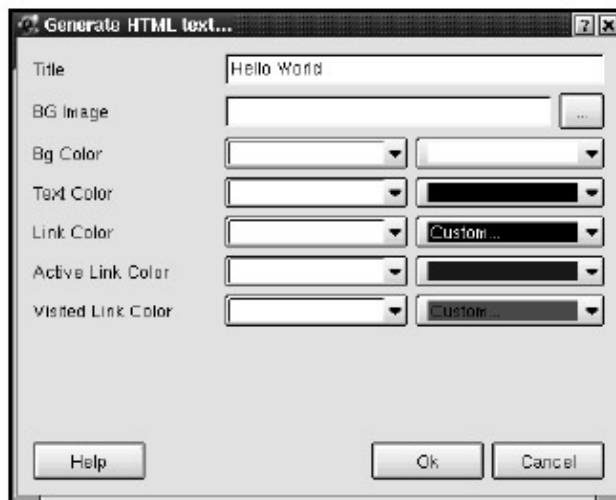 Generate HTML text...
Title Hello World
BG Image ...
Bg Color
Text Color
Link Color Custom...
Active Link Color
Visited Link Color Custom...
Help Ok Cancel